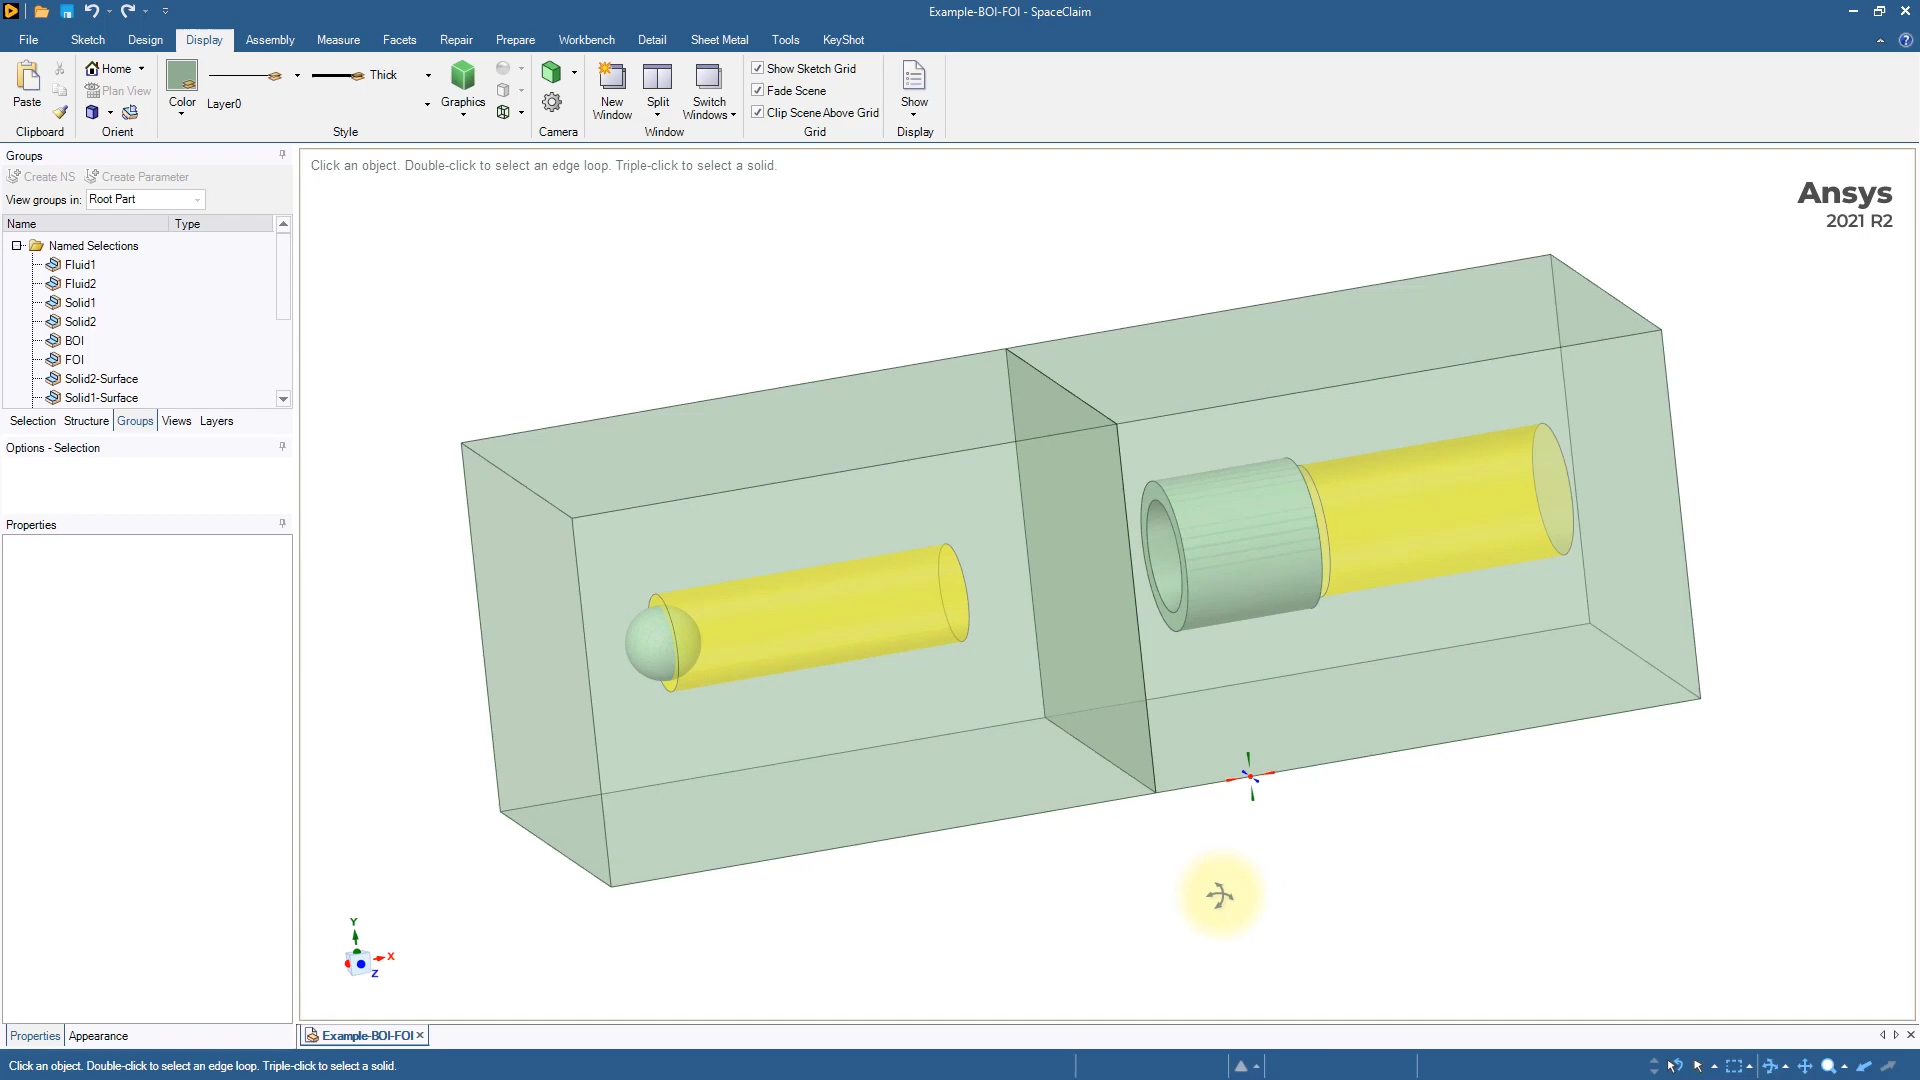 Example-BOI-FOI - SpaceClaim
File Sketch Design Display Assembly Measure Facets Repair Prepare Workbench Detail Sheet Metal Tools KeyShot
Paste
Clipboard
Home
Plan View
Orient
Color
Layer0
Thick
Style
Graphics
Camera
New Window
Split
Switch Windows
Window
Show Sketch Grid
Fade Scene
Clip Scene Above Grid
Grid
Show
Display
Groups
Create NS Create Parameter
View groups in: Root Part
Name Type
Named Selections
Fluid1
Fluid2
Solid1
Solid2
BOI
FOI
Solid2-Surface
Solid1-Surface
Selection Structure Groups Views Layers
Options - Selection
Properties
Properties Appearance
Click an object. Double-click to select an edge loop. Triple-click to select a solid.
Ansys
2021 R2
Y
X
Z
Example-BOI-FOI
Click an object. Double-click to select an edge loop. Triple-click to select a solid.